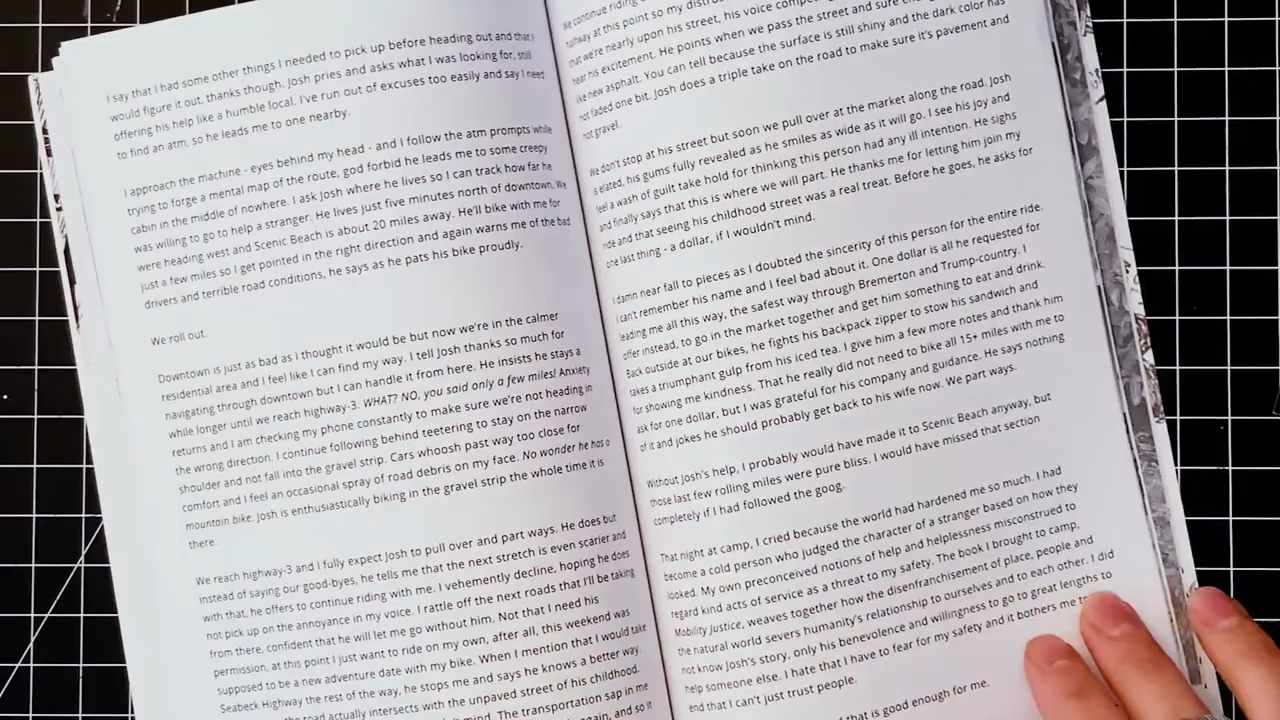 I say that I had some other things I needed to pick up before heading out and that I
would figure it out, thanks though. Josh pries and asks what I was looking for, still
offering his help like a humble local. I've run out of excuses too easily and say I need
to find an atm, so he leads me to one nearby.
I approach the machine - eyes behind my head - and I follow the atm prompts while
trying to forge a mental map of the route, god forbid he leads me to some creepy
cabin in the middle of nowhere. I ask Josh where he lives so I can track how far he
was willing to go to help a stranger. He lives just five minutes north of downtown. We
were heading west and Scenic Beach is about 20 miles away. He'll bike with me for
just a few miles so I get pointed in the right direction and again warns me of the bad
drivers and terrible road conditions, he says as he pats his bike proudly.
We roll out.
Downtown is just as bad as I thought it would be but now we're in the calmer
residential area and I feel like I can find my way. I tell Josh thanks so much for
navigating through downtown but I can handle it from here. He insists he stays a
while longer until we reach highway-3. WHAT? NO, you said only a few miles! Anxiety
returns and I am checking my phone constantly to make sure we're not heading in
the wrong direction. I continue following behind teetering to stay on the narrow
shoulder and not fall into the gravel strip. Cars whoosh past way too close for
comfort and I feel an occasional spray of road debris on my face. No wonder he has a
mountain bike. Josh is enthusiastically biking in the gravel strip the whole time it is
there.
We reach highway-3 and I fully expect Josh to pull over and part ways. He does but
instead of saying our good-byes, he tells me that the next stretch is even scarier and
with that, he offers to continue riding with me. I vehemently decline, hoping he does
not pick up on the annoyance in my voice. I rattle off the next roads that I'll be taking
from there, confident that he will let me go without him. Not that I need his
permission, at this point I just want to ride on my own, after all, this weekend was
supposed to be a new adventure date with my bike. When I mention that I would take
Seabeck Highway the rest of the way, he stops me and says he knows a better way.
the road actually intersects with the unpaved street of his childhood.
mind. The transportation sap in me
again, and so it
we continue riding
halfway at this point so my
that we're nearly upon his street, his voice
hear his excitement. He points when we pass the street and sure
like new asphalt. You can tell because the surface is still shiny and the dark color has
not faded one bit. Josh does a triple take on the road to make sure it's pavement and
not gravel.
We don't stop at his street but soon we pull over at the market along the road. Josh
is elated, his gums fully revealed as he smiles as wide as it will go. I see his joy and
feel a wash of guilt take hold for thinking this person had any ill intention. He sighs
and finally says that this is where we will part. He thanks me for letting him join my
ride and that seeing his childhood street was a real treat. Before he goes, he asks for
one last thing - a dollar, if I wouldn't mind.
I damn near fall to pieces as I doubted the sincerity of this person for the entire ride.
I can't remember his name and I feel bad about it. One dollar is all he requested for
leading me all this way, the safest way through Bremerton and Trump-country. I
offer instead, to go in the market together and get him something to eat and drink.
Back outside at our bikes, he fights his backpack zipper to stow his sandwich and
takes a triumphant gulp from his iced tea. I give him a few more notes and thank him
for showing me kindness. That he really did not need to bike all 15+ miles with me to
ask for one dollar, but I was grateful for his company and guidance. He says nothing
of it and jokes he should probably get back to his wife now. We part ways.
Without Josh's help, I probably would have made it to Scenic Beach anyway, but
those last few rolling miles were pure bliss. I would have missed that section
completely if I had followed the goog.
That night at camp, I cried because the world had hardened me so much. I had
become a cold person who judged the character of a stranger based on how they
looked. My own preconceived notions of help and helplessness misconstrued to
regard kind acts of service as a threat to my safety. The book I brought to camp,
Mobility Justice, weaves together how the disenfranchisement of place, people and
the natural world severs humanity's relationship to ourselves and to each other. I did
not know Josh's story, only his benevolence and willingness to go to great lengths to
help someone else. I hate that I have to fear for my safety and it bothers me to
end that I can't just trust people.
that is good enough for me.